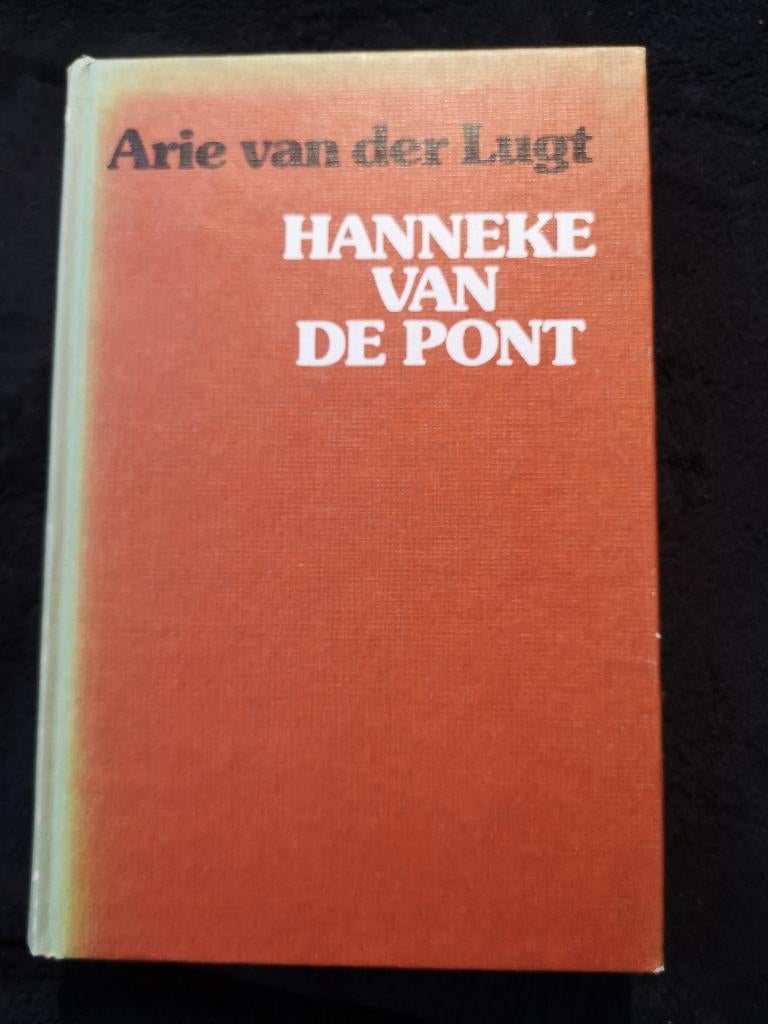 Arie van der Lugt
HANNEKE
VAN
DE PONT